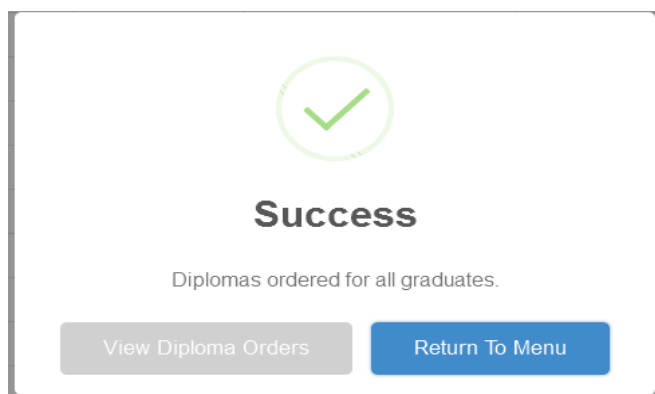 Success
Diplomas ordered for all graduates.
View Diploma Orders
Return To Menu